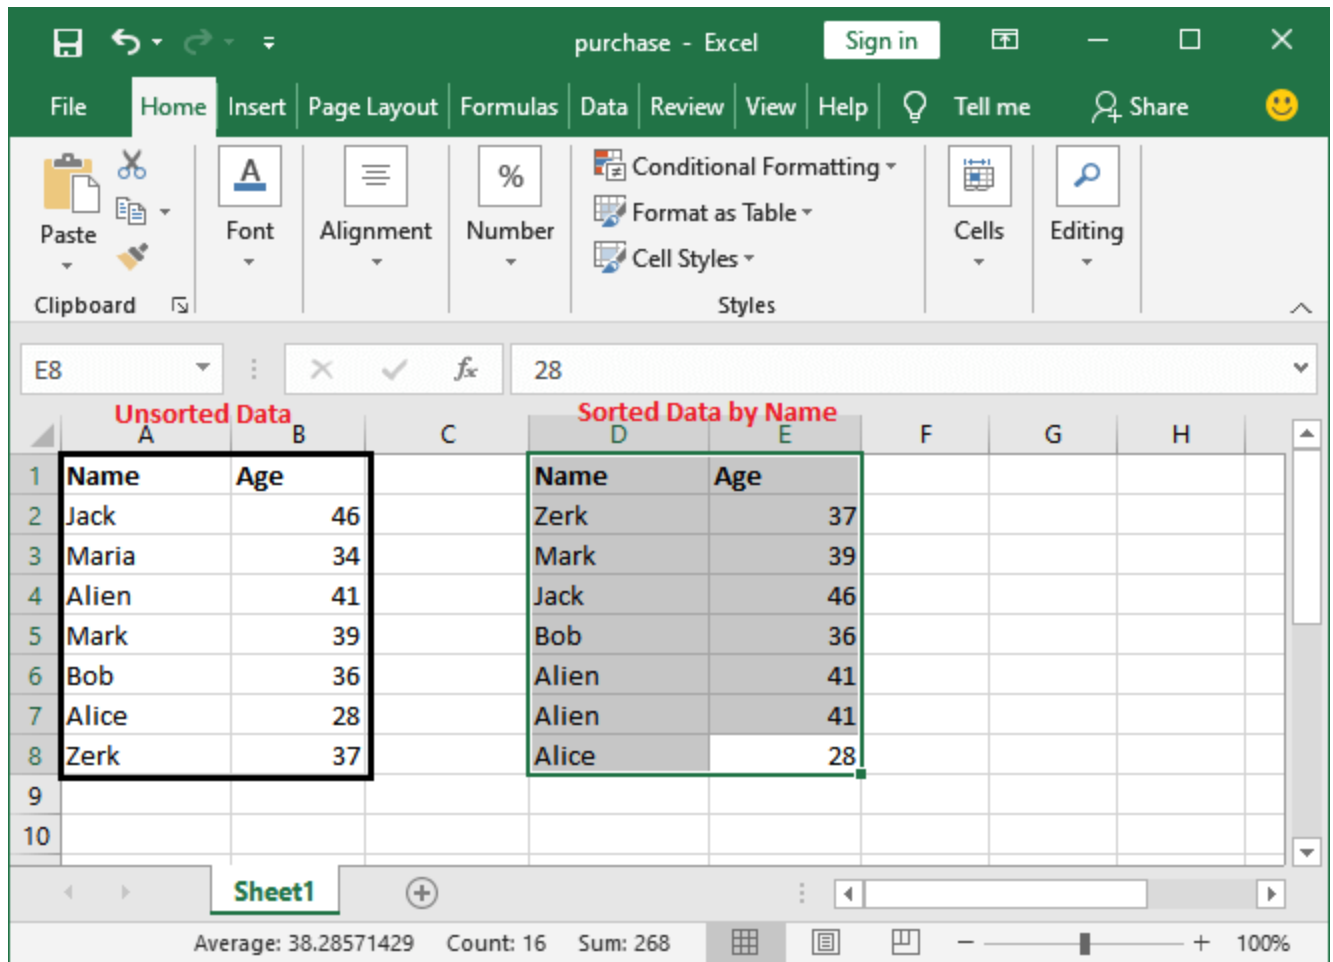 purchase - Excel Sign in
File Home Insert Page Layout Formulas Data Review View Help Tell me Share
Paste Font Alignment % Number Conditional Formatting Format as Table Cell Styles Cells Editing
Clipboard Styles
E8 fx 28
Unsorted Data Sorted Data by Name
A B C D E F G H
1 Name Age Name Age
2 Jack 46 Zerk 37
3 Maria 34 Mark 39
4 Alien 41 Jack 46
5 Mark 39 Bob 36
6 Bob 36 Alien 41
7 Alice 28 Alien 41
8 Zerk 37 Alice 28
9
10
Sheet1
Average: 38.28571429 Count: 16 Sum: 268 100%